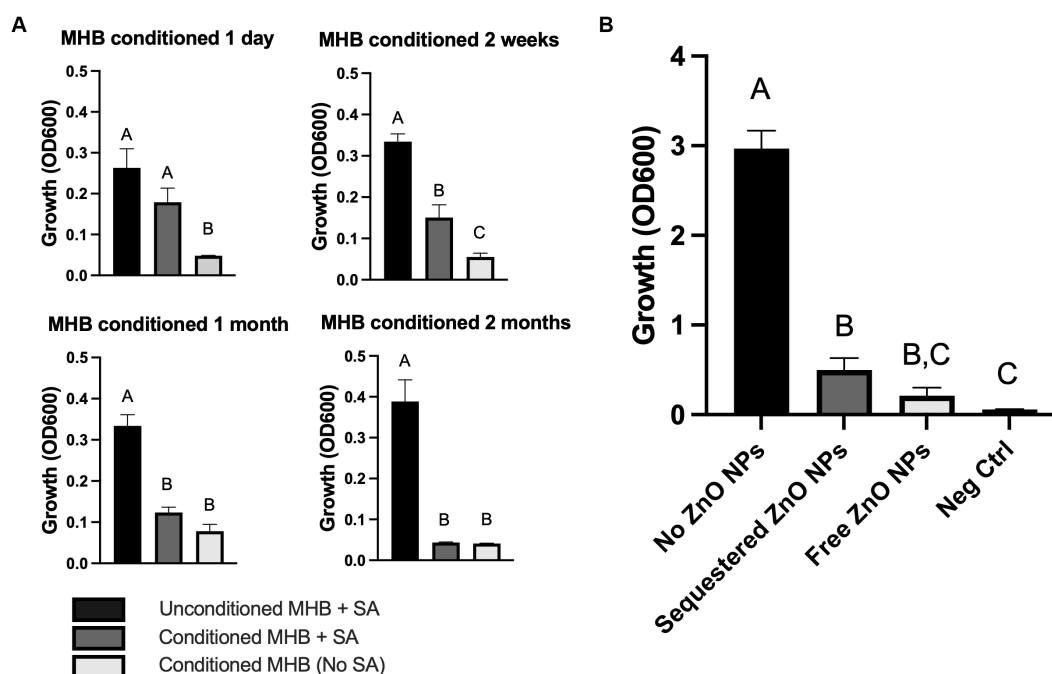 A
MHB conditioned 1 day
Growth (OD600)
0.5
0.4
0.3
0.2
0.1
0.0
A
A
B
MHB conditioned 2 weeks
Growth (OD600)
0.5
0.4
0.3
0.2
0.1
0.0
A
B
C
MHB conditioned 1 month
Growth (OD600)
0.5
0.4
0.3
0.2
0.1
0.0
A
B
B
MHB conditioned 2 months
Growth (OD600)
0.5
0.4
0.3
0.2
0.1
0.0
A
B
B
Unconditioned MHB + SA
Conditioned MHB + SA
Conditioned MHB (No SA)
B
Growth (OD600)
4
3
2
1
0
A
B
B,C
C
No ZnO NPs
Sequestered ZnO NPs
Free ZnO NPs
Neg Ctrl